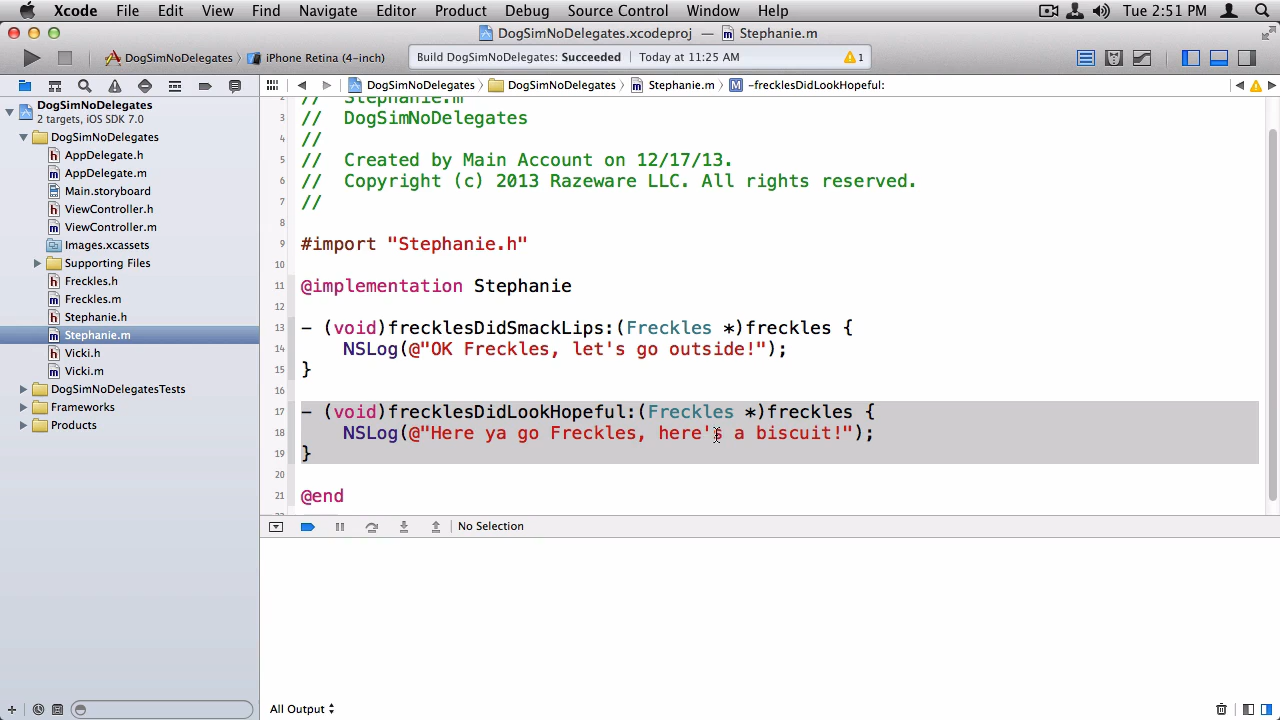 Xcode File Edit View Find Navigate Editor Product Debug Source Control Window Help Tue 2:51 PM
DogSimNoDelegates.xcodeproj — Stephanie.m
DogSimNoDelegates iPhone Retina (4-inch) Build DogSimNoDelegates: Succeeded Today at 11:25 AM 1
DogSimNoDelegates DogSimNoDelegates Stephanie.m -frecklesDidLookHopeful:
DogSimNoDelegates
2 targets, iOS SDK 7.0
DogSimNoDelegates
AppDelegate.h
AppDelegate.m
Main.storyboard
ViewController.h
ViewController.m
Images.xcassets
Supporting Files
Freckles.h
Freckles.m
Stephanie.h
Stephanie.m
Vicki.h
Vicki.m
DogSimNoDelegatesTests
Frameworks
Products
2 // Stephanie.m
3 // DogSimNoDelegates
4 //
5 // Created by Main Account on 12/17/13.
6 // Copyright (c) 2013 Razeware LLC. All rights reserved.
7 //
8
9 #import "Stephanie.h"
10
11 @implementation Stephanie
12
13 - (void)frecklesDidSmackLips:(Freckles *)freckles {
14 NSLog(@"OK Freckles, let's go outside!");
15 }
16
17 - (void)frecklesDidLookHopeful:(Freckles *)freckles {
18 NSLog(@"Here ya go Freckles, here's a biscuit!");
19 }
20
21 @end
No Selection
All Output